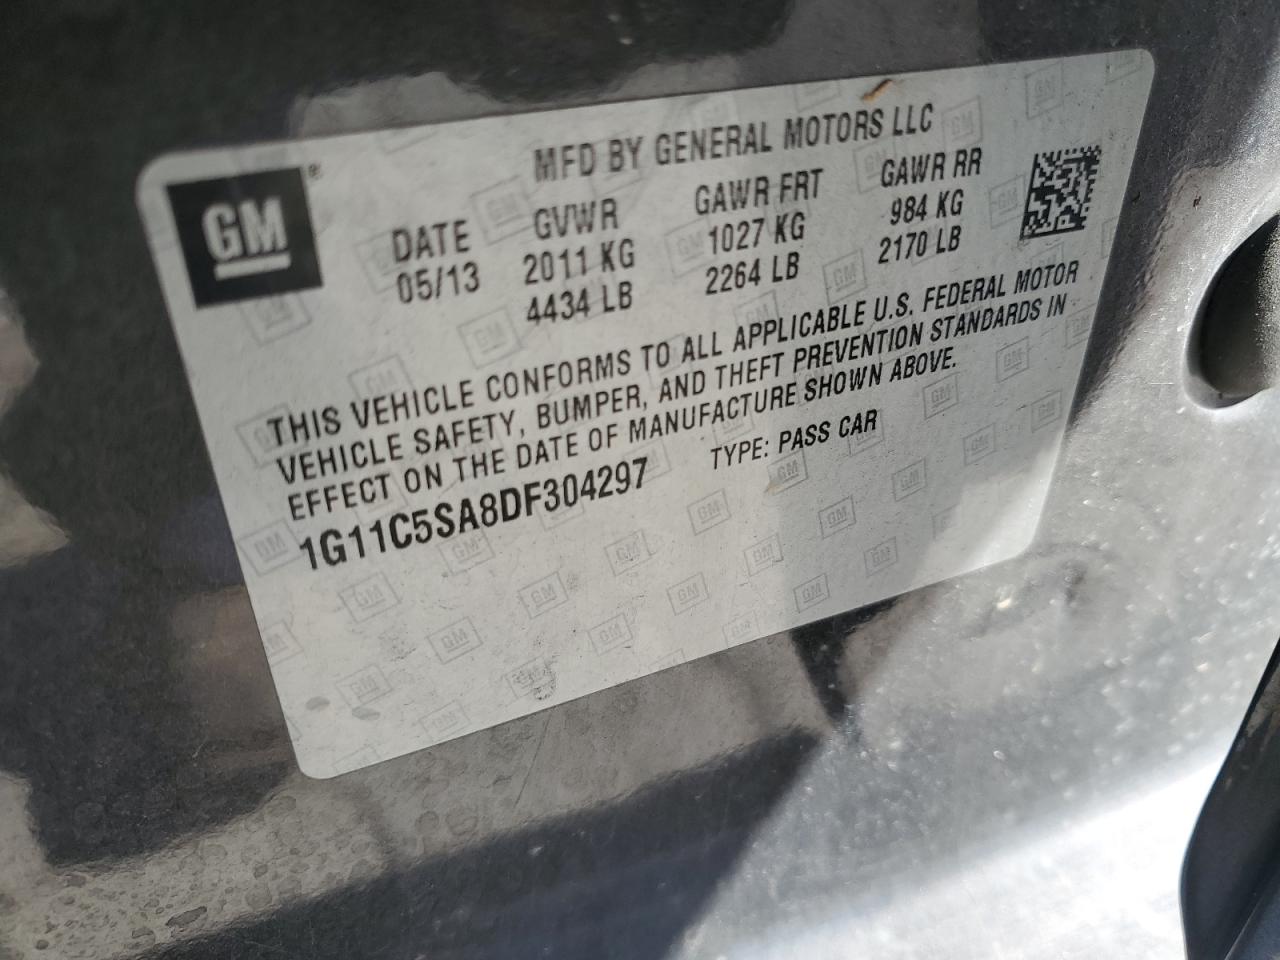 MFD BY GENERAL MOTORS LLC
GM ®
DATE GVWR GAWR FRT GAWR RR
05/13 2011 KG 1027 KG 984 KG
4434 LB 2264 LB 2170 LB
THIS VEHICLE CONFORMS TO ALL APPLICABLE U.S. FEDERAL MOTOR
VEHICLE SAFETY, BUMPER, AND THEFT PREVENTION STANDARDS IN
EFFECT ON THE DATE OF MANUFACTURE SHOWN ABOVE.
1G11C5SA8DF304297 TYPE: PASS CAR